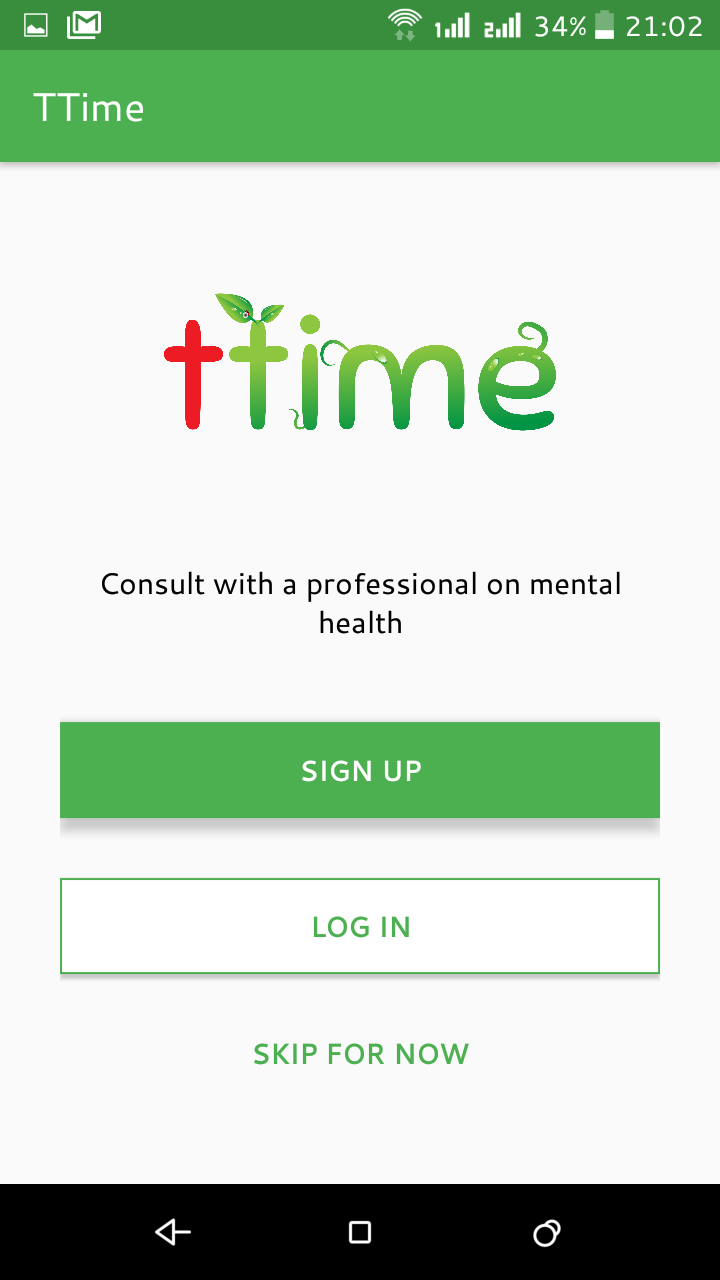 34% 21:02
TTime
ttime
Consult with a professional on mental
health
SIGN UP
LOG IN
SKIP FOR NOW